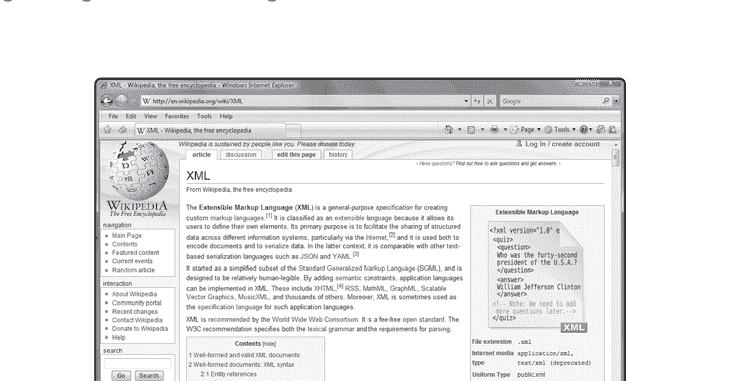 XML - Wikipedia, the free encyclopedia - Windows Internet Explorer
W http://en.wikipedia.org/wiki/XML
Google
File Edit View Favorites Tools Help
W XML - Wikipedia, the free encyclopedia
Page Tools
Wikipedia is sustained by people like you. Please donate today.
Log in / create account
article discussion edit this page history
- Have questions? Find out how to ask questions and get answers. -
XML
From Wikipedia, the free encyclopedia
WIKIPEDIA
The Free Encyclopedia
navigation
Main Page
Contents
Featured content
Current events
Random article
interaction
About Wikipedia
Community portal
Recent changes
Contact Wikipedia
Donate to Wikipedia
Help
search
Go Search
The Extensible Markup Language (XML) is a general-purpose specification for creating
custom markup languages.[1] It is classified as an extensible language because it allows its
users to define their own elements. Its primary purpose is to facilitate the sharing of structured
data across different information systems, particularly via the Internet,[2] and it is used both to
encode documents and to serialize data. In the latter context, it is comparable with other text-
based serialization languages such as JSON and YAML.[3]
It started as a simplified subset of the Standard Generalized Markup Language (SGML), and is
designed to be relatively human-legible. By adding semantic constraints, application languages
can be implemented in XML. These include XHTML,[4] RSS, MathML, GraphML, Scalable
Vector Graphics, MusicXML, and thousands of others. Moreover, XML is sometimes used as
the specification language for such application languages.
XML is recommended by the World Wide Web Consortium. It is a fee-free open standard. The
W3C recommendation specifies both the lexical grammar and the requirements for parsing.
Contents [hide]
1 Well-formed and valid XML documents
2 Well-formed documents: XML syntax
2.1 Entity references
Extensible Markup Language
<?xml version="1.0" e
<quiz>
<question>
Who was the forty-second
president of the U.S.A.?
</question>
<answer>
William Jefferson Clinton
</answer>
<!-- Note: We need to add
more questions later.-->
</quiz>
XML
File extension .xml
Internet media application/xml,
type text/xml (deprecated)
Uniform Type public.xml